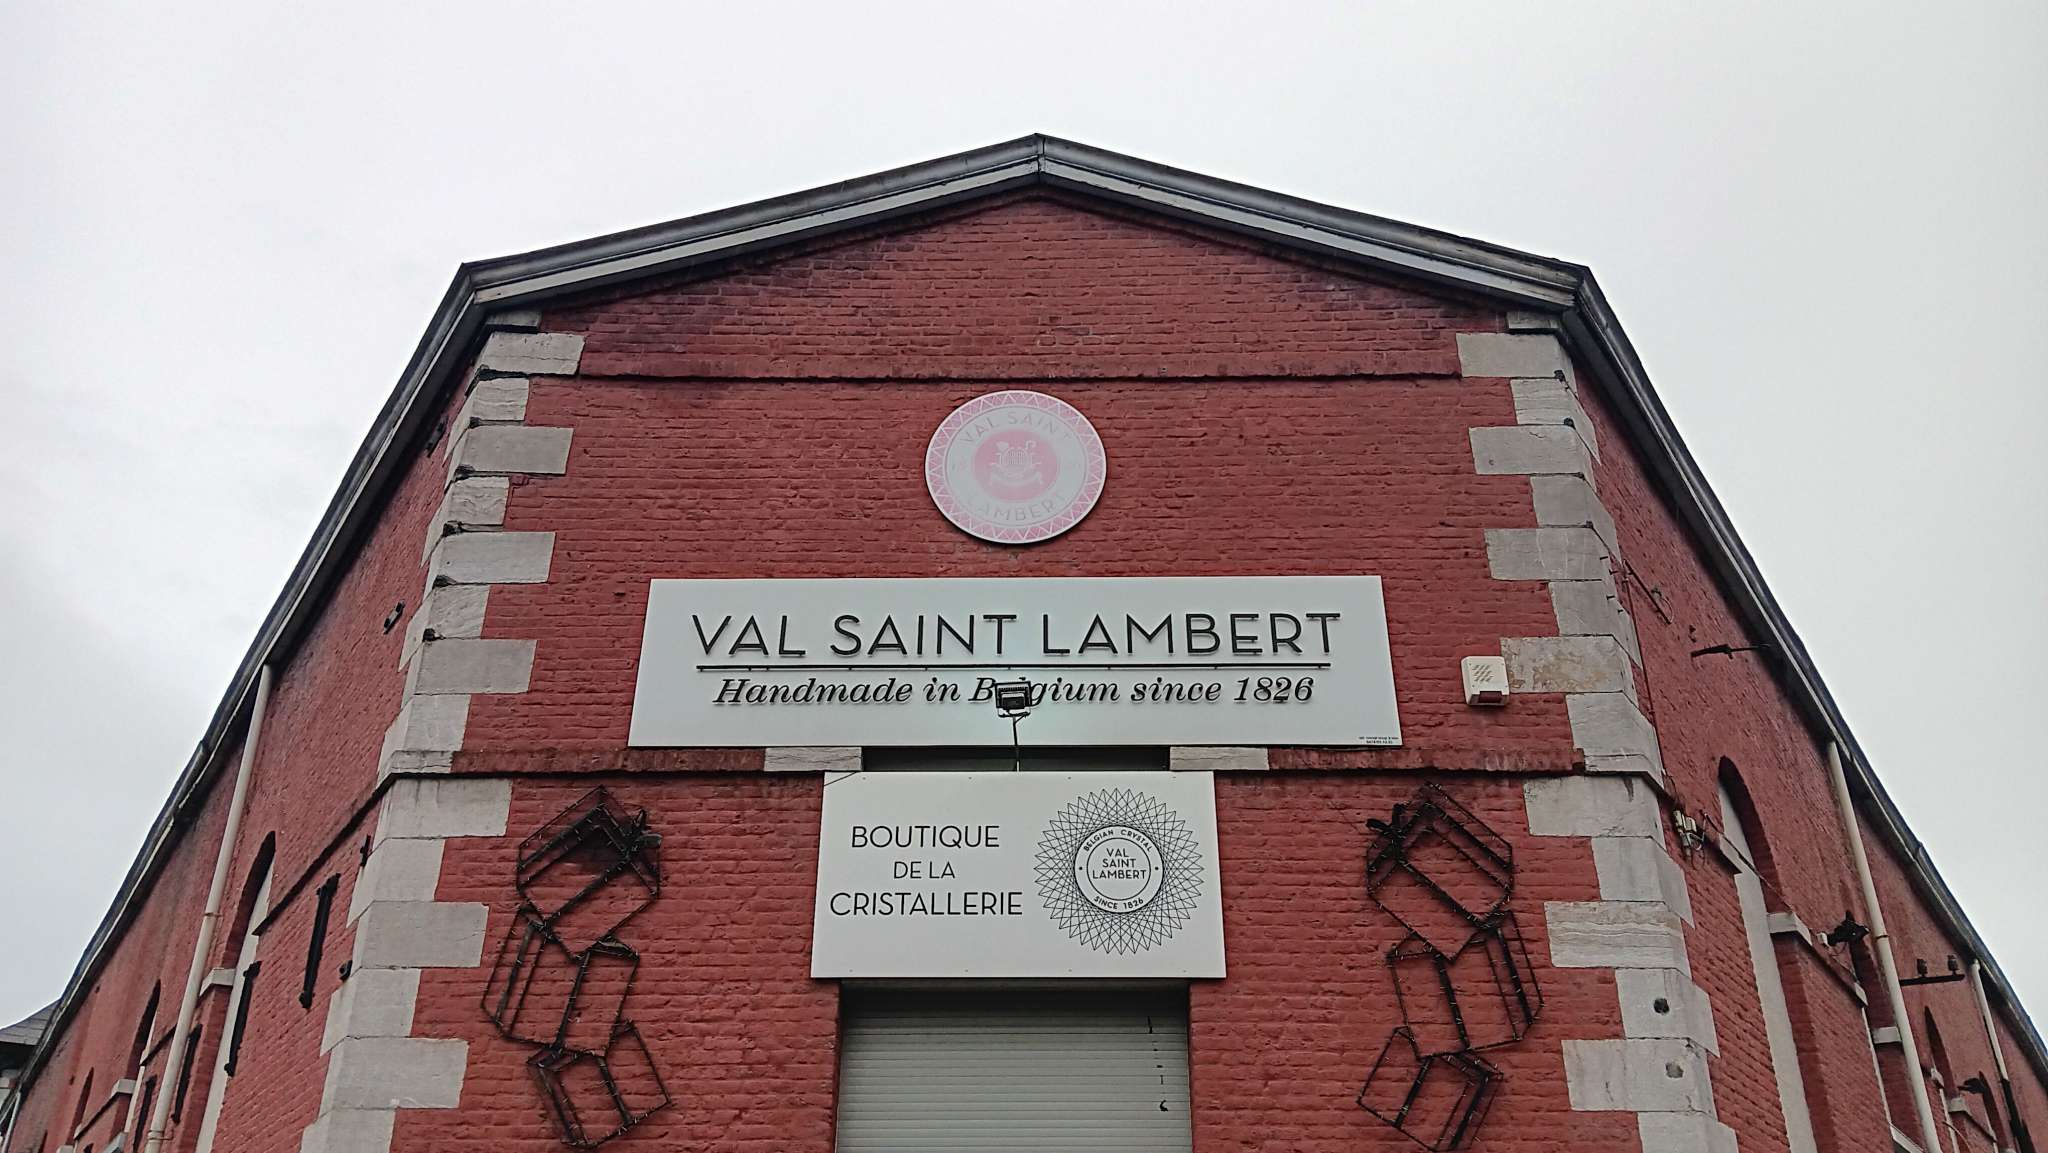 VAL SAINT
LAMBERT
VAL SAINT LAMBERT
Handmade in Belgium since 1826
BOUTIQUE
DE LA
CRISTALLERIE
BELGIAN CRYSTAL
VAL
SAINT
LAMBERT
SINCE 1826